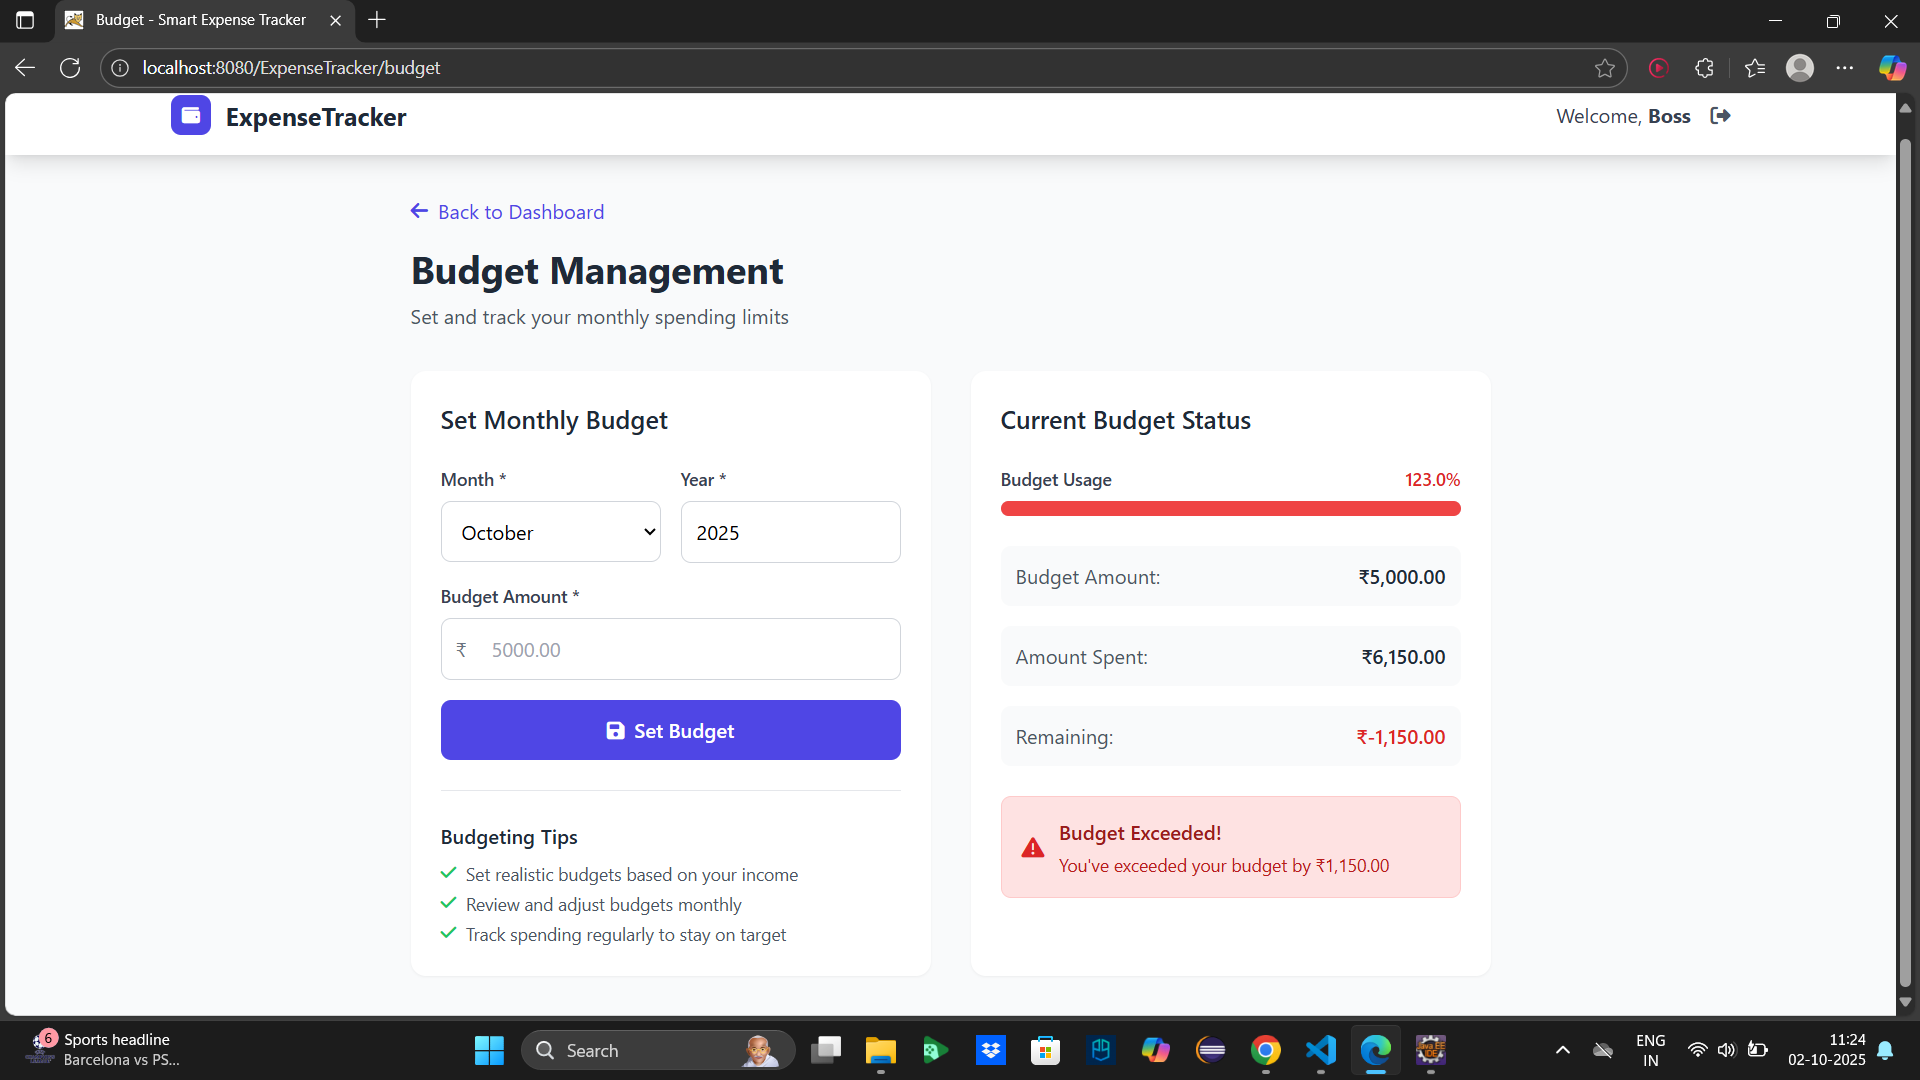 Budget - Smart Expense Tracker
localhost:8080/ExpenseTracker/budget
ExpenseTracker
Welcome, Boss
Back to Dashboard
Budget Management
Set and track your monthly spending limits
Set Monthly Budget
Month *
Year *
October
2025
Budget Amount *
₹ 5000.00
Set Budget
Budgeting Tips
Set realistic budgets based on your income
Review and adjust budgets monthly
Track spending regularly to stay on target
Current Budget Status
Budget Usage 123.0%
Budget Amount: ₹5,000.00
Amount Spent: ₹6,150.00
Remaining: ₹-1,150.00
Budget Exceeded!
You've exceeded your budget by ₹1,150.00
6
Sports headline
Barcelona vs PS...
Search
ENG
IN
11:24
02-10-2025